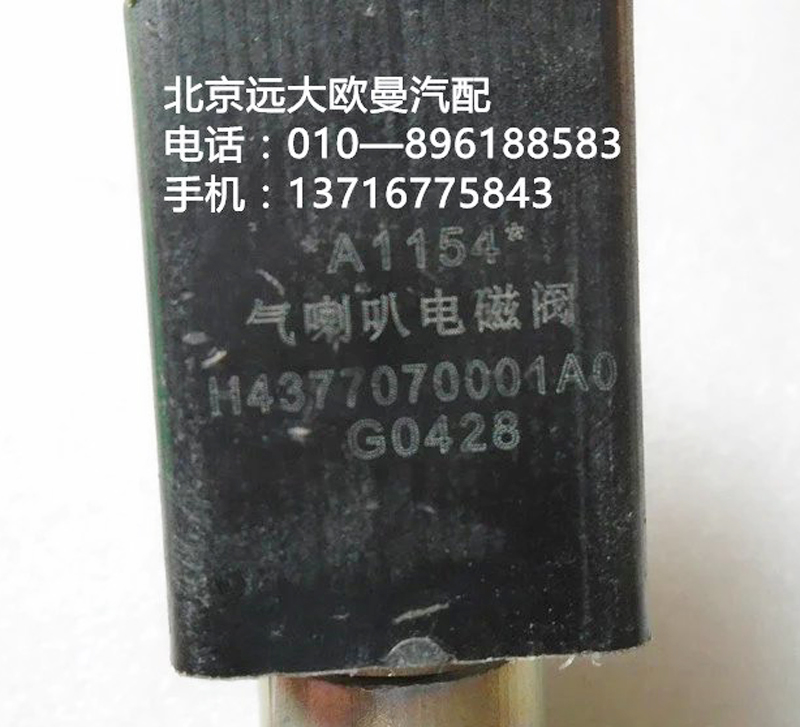 北京远大欧曼汽配
电话：010—896188583
手机：13716775843
*A1154*
气喇叭电磁阀
H4377070001A0
G0428